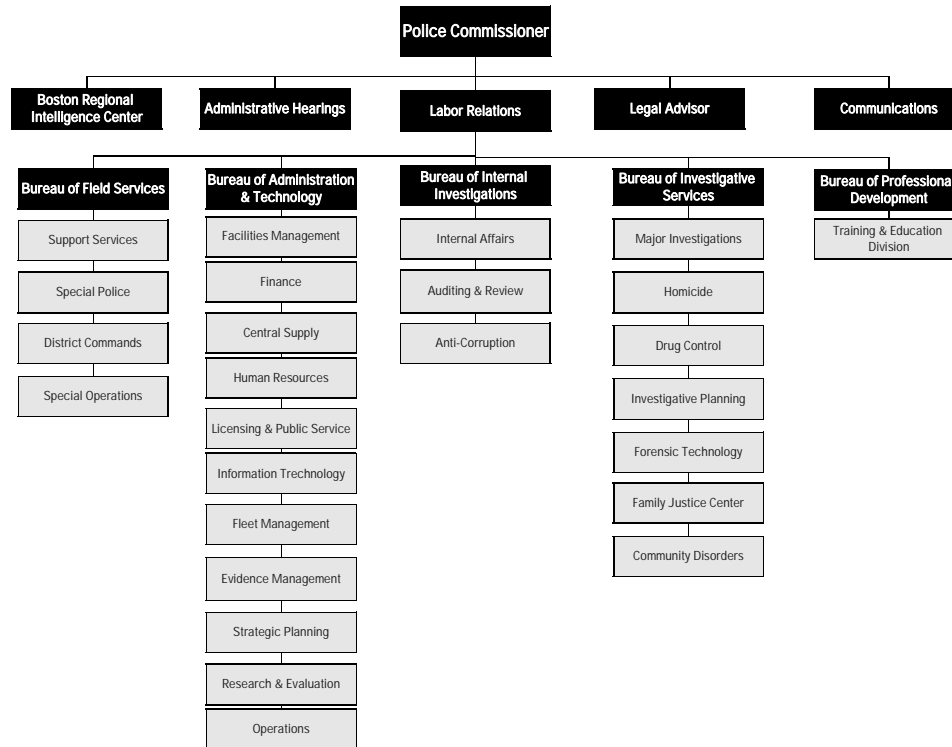 Police Commissioner
Boston Regional
Intelligence Center
Administrative Hearings
Labor Relations
Legal Advisor
Communications
Bureau of Field Services
Support Services
Special Police
District Commands
Special Operations
Bureau of Administration
& Technology
Facilities Management
Finance
Central Supply
Human Resources
Licensing & Public Service
Information Trechnology
Fleet Management
Evidence Management
Strategic Planning
Research & Evaluation
Operations
Bureau of Internal
Investigations
Internal Affairs
Auditing & Review
Anti-Corruption
Bureau of Investigative
Services
Major Investigations
Homicide
Drug Control
Investigative Planning
Forensic Technology
Family Justice Center
Community Disorders
Bureau of Professiona
Development
Training & Education
Division